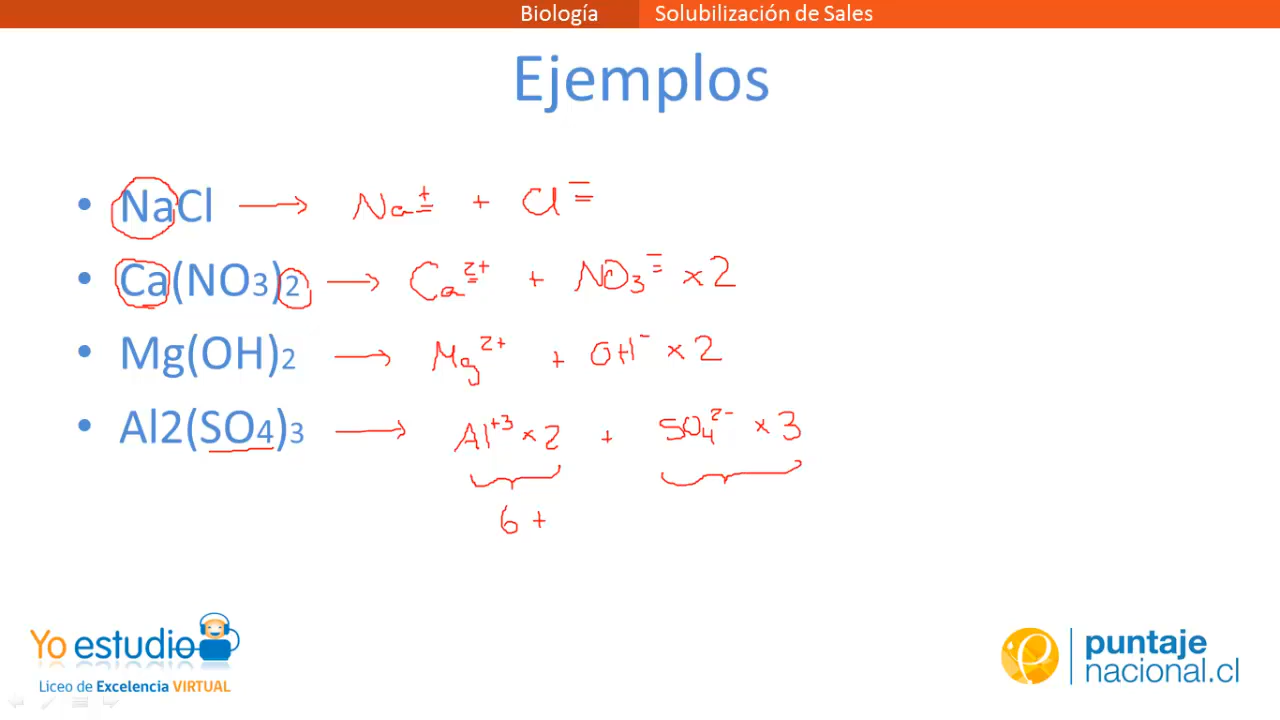 Biología Solubilización de Sales
Ejemplos
• NaCl → Na⁺ + Cl⁻
• Ca(NO3)2 → Ca²⁺ + NO₃⁻ x 2
• Mg(OH)2 → Mg²⁺ + OH⁻ x 2
• Al2(SO4)3 → Al⁺³ x 2 + SO₄²⁻ x 3
6 +
Yo estudio
Liceo de Excelencia VIRTUAL
puntaje
nacional.cl